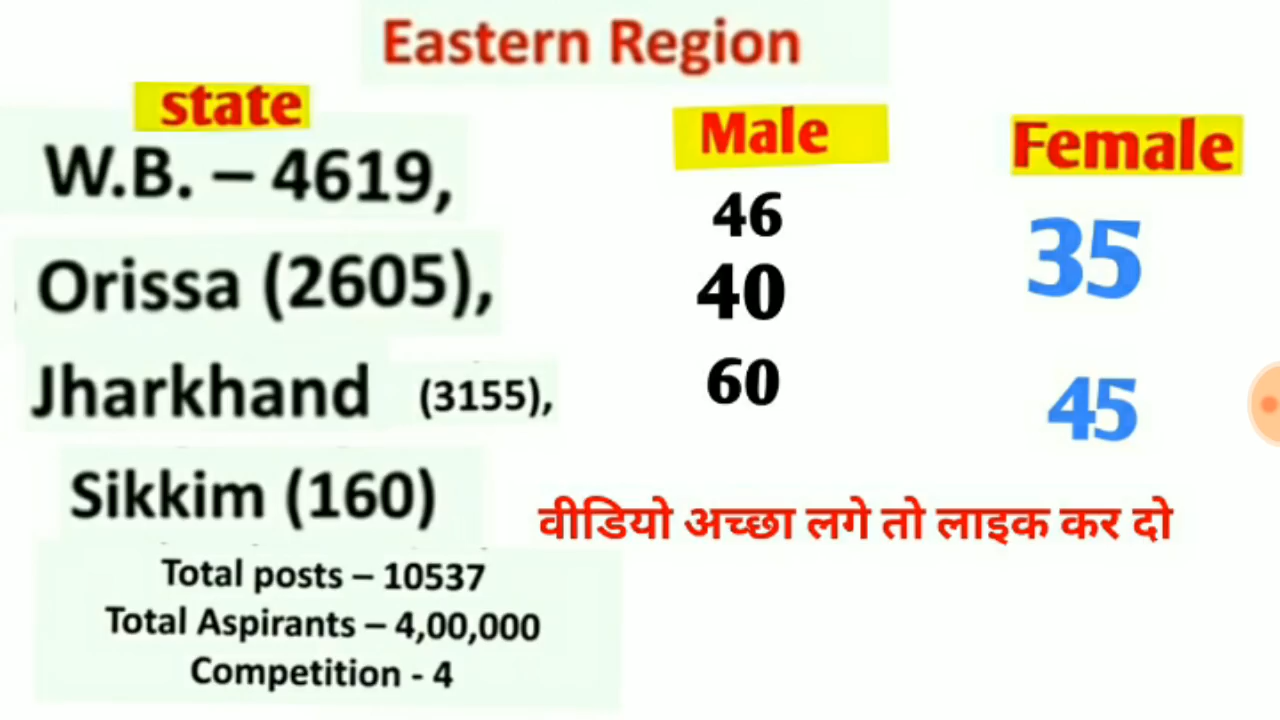 Eastern Region
state Male Female
W.B. – 4619, 46 35
Orissa (2605), 40
Jharkhand (3155), 60 45
Sikkim (160)
वीडियो अच्छा लगे तो लाइक कर दो
Total posts – 10537
Total Aspirants – 4,00,000
Competition - 4